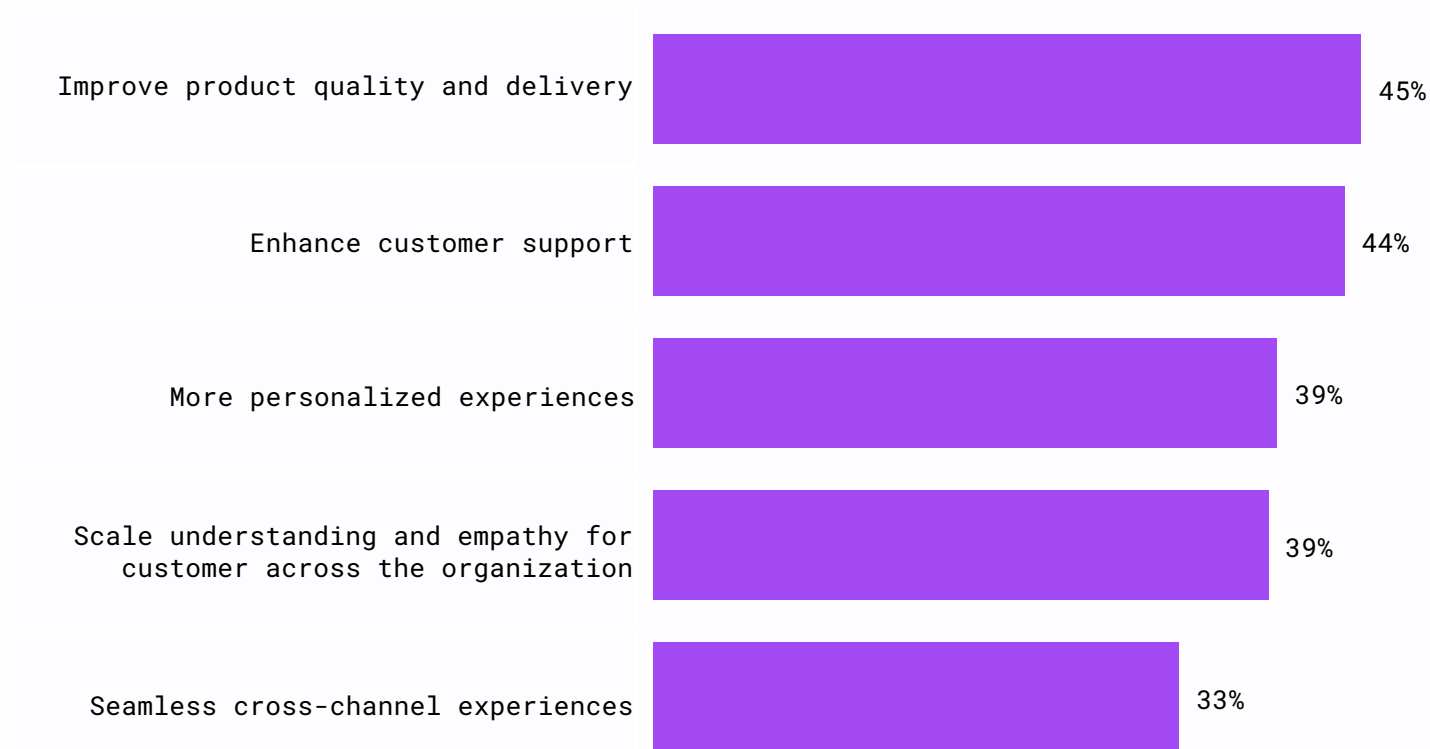 Improve product quality and delivery
45%
Enhance customer support
44%
More personalized experiences
39%
Scale understanding and empathy for
customer across the organization
39%
Seamless cross-channel experiences
33%